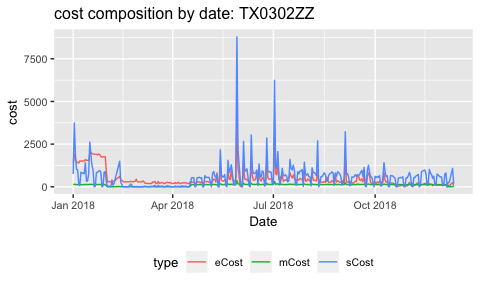 cost composition by date: TX0302ZZ
7500
5000
2500
0
cost
Jan 2018 Apr 2018 Jul 2018 Oct 2018
Date
type eCost mCost sCost